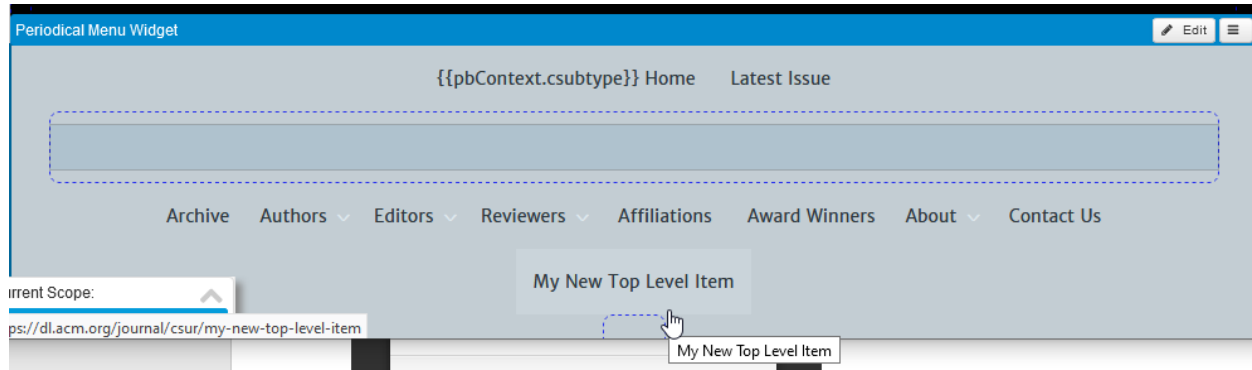 Periodical Menu Widget Edit
{{pbContext.csubtype}} Home Latest Issue
Archive Authors Editors Reviewers Affiliations Award Winners About Contact Us
My New Top Level Item
rrent Scope:
ps://dl.acm.org/journal/csur/my-new-top-level-item
My New Top Level Item